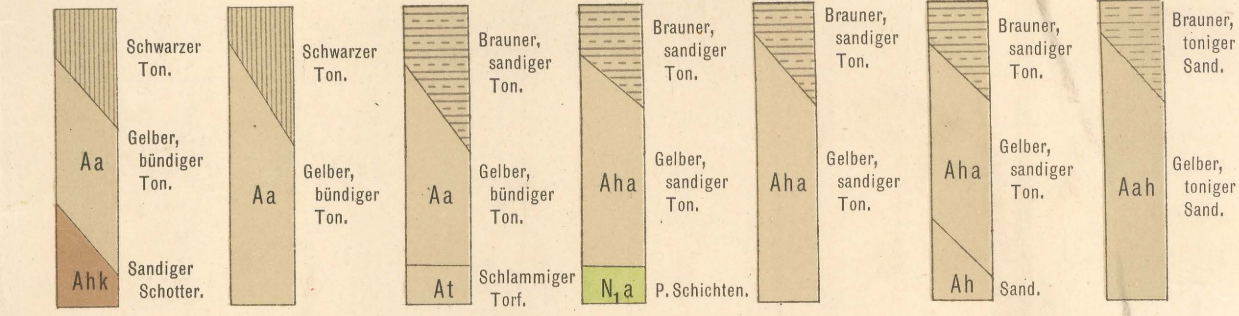 Schwarzer
Ton.
Aa
Gelber,
bündiger
Ton.
Ahk
Sandiger
Schotter.
Schwarzer
Ton.
Aa
Gelber,
bündiger
Ton.
Brauner,
sandiger
Ton.
Aa
Gelber,
bündiger
Ton.
At
Schlammiger
Torf.
Brauner,
sandiger
Ton.
Aha
Gelber,
sandiger
Ton.
N₁a
P. Schichten.
Brauner,
sandiger
Ton.
Aha
Gelber,
sandiger
Ton.
Brauner,
sandiger
Ton.
Aha
Gelber,
sandiger
Ton.
Ah
Sand.
Brauner,
toniger
Sand.
Aah
Gelber,
toniger
Sand.